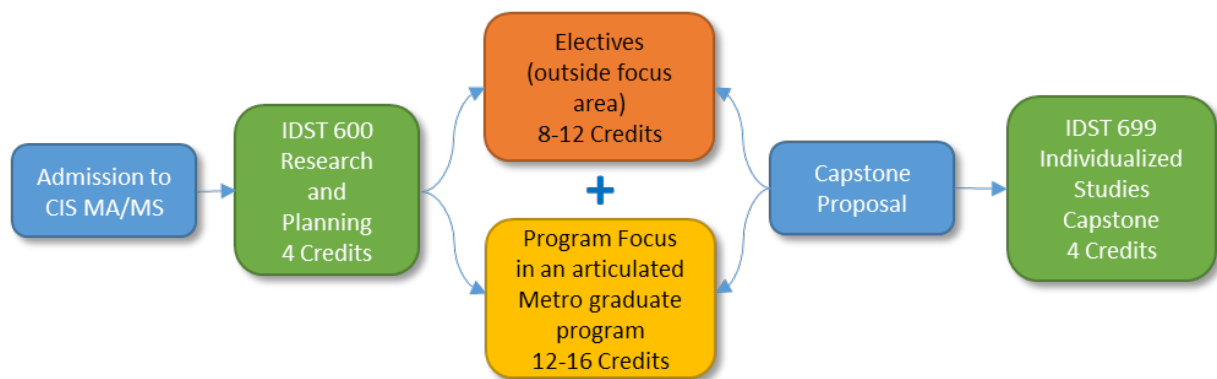 Admission to
CIS MA/MS
IDST 600
Research
and
Planning
4 Credits
Electives
(outside focus
area)
8-12 Credits
+
Program Focus
in an articulated
Metro graduate
program
12-16 Credits
Capstone
Proposal
IDST 699
Individualized
Studies
Capstone
4 Credits